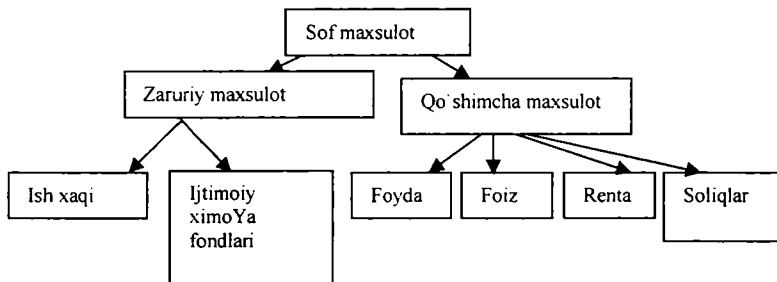 Sof maxsulot
Zaruriy maxsulot
Qo`shimcha maxsulot
Ish xaqi
Ijtimoiy
ximoYa
fondlari
Foyda
Foiz
Renta
Soliqlar